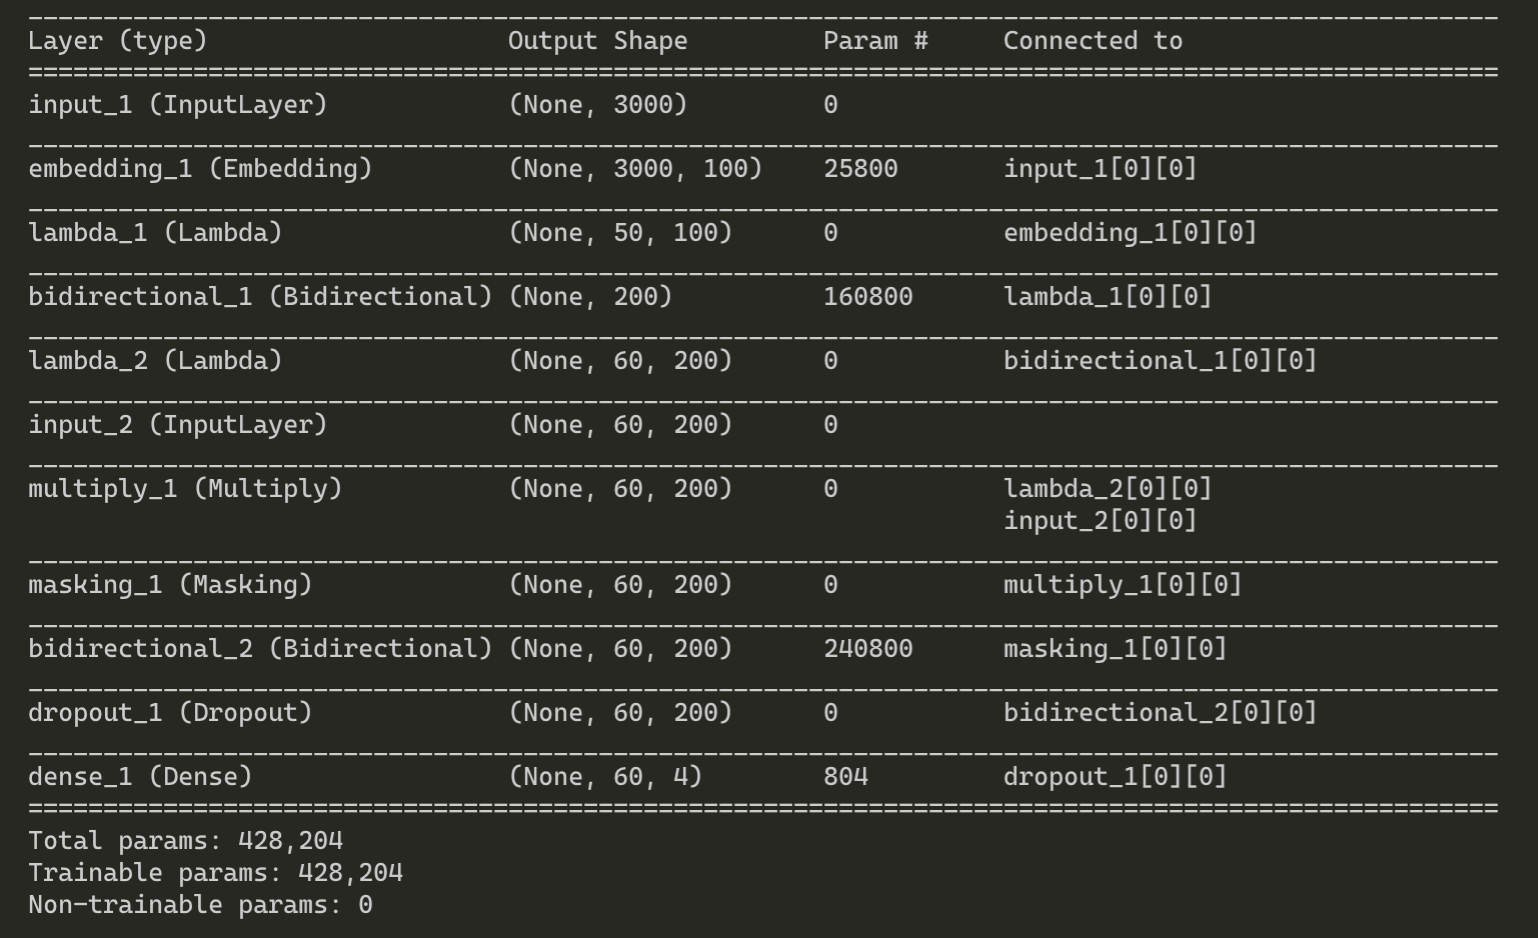 Layer (type) Output Shape Param # Connected to
input_1 (InputLayer) (None, 3000) 0
embedding_1 (Embedding) (None, 3000, 100) 25800 input_1[0][0]
lambda_1 (Lambda) (None, 50, 100) 0 embedding_1[0][0]
bidirectional_1 (Bidirectional) (None, 200) 160800 lambda_1[0][0]
lambda_2 (Lambda) (None, 60, 200) 0 bidirectional_1[0][0]
input_2 (InputLayer) (None, 60, 200) 0
multiply_1 (Multiply) (None, 60, 200) 0 lambda_2[0][0]
input_2[0][0]
masking_1 (Masking) (None, 60, 200) 0 multiply_1[0][0]
bidirectional_2 (Bidirectional) (None, 60, 200) 240800 masking_1[0][0]
dropout_1 (Dropout) (None, 60, 200) 0 bidirectional_2[0][0]
dense_1 (Dense) (None, 60, 4) 804 dropout_1[0][0]
Total params: 428,204
Trainable params: 428,204
Non-trainable params: 0